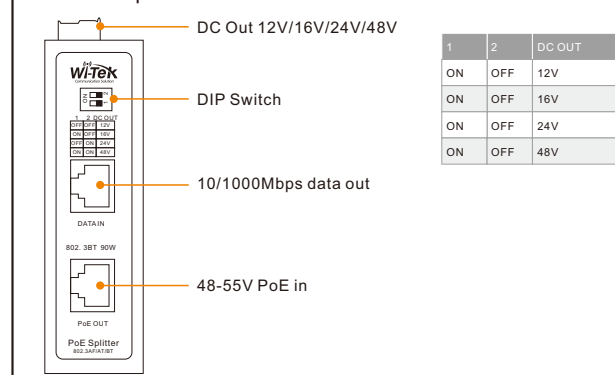 DC Out 12V/16V/24V/48V
Wi-Tek
Communicated Solution
ON 1 2
DIP Switch
1 2 DC OUT
OFF OFF 12V
ON OFF 16V
OFF ON 24V
ON ON 48V
10/1000Mbps data out
DATA IN
802. 3BT 90W
48-55V PoE in
PoE OUT
PoE Splitter
802.3AF/AT/BT
1 2 DC OUT
ON OFF 12V
ON OFF 16V
ON OFF 24V
ON OFF 48V